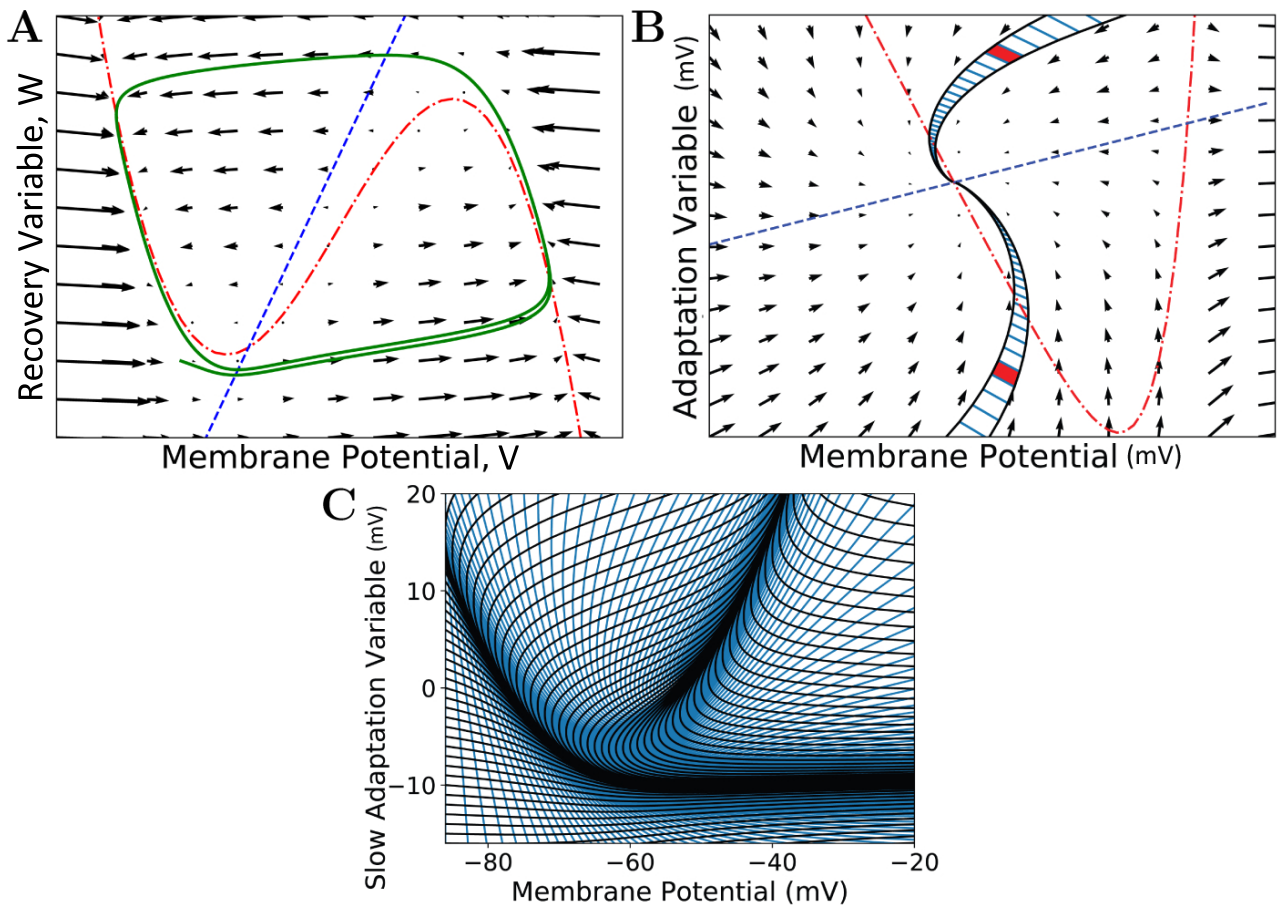 A
Recovery Variable, W
Membrane Potential, V
B
Adaptation Variable (mV)
Membrane Potential (mV)
C
Slow Adaptation Variable (mV)
20
10
0
−10
−80
−60
−40
−20
Membrane Potential (mV)